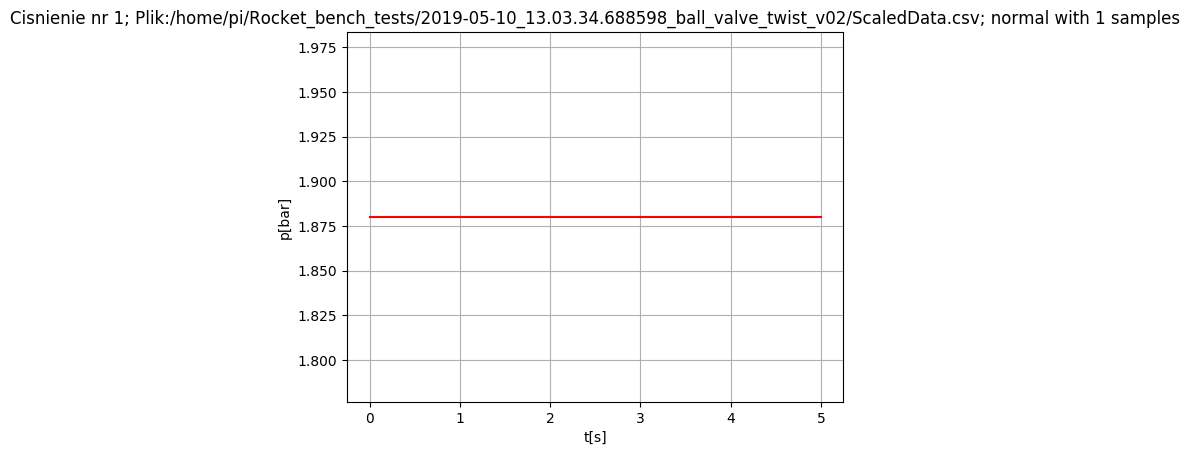 Cisnienie nr 1; Plik:/home/pi/Rocket_bench_tests/2019-05-10_13.03.34.688598_ball_valve_twist_v02/ScaledData.csv; normal with 1 samples
1.975
1.950
1.925
1.900
1.875
1.850
1.825
1.800
p[bar]
0 1 2 3 4 5
t[s]